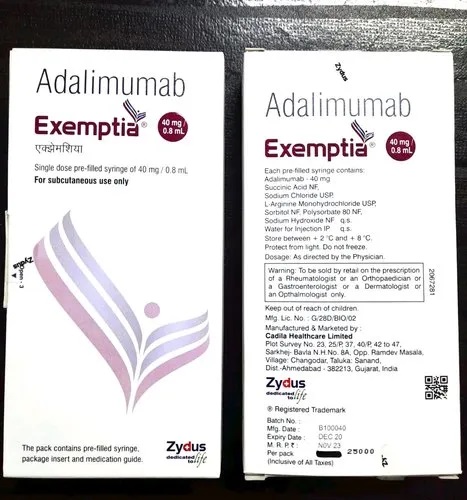 Adalimumab
Exemptia®
40 mg /
0.8 mL
एक्झेमशिया
Single dose pre-filled syringe of 40 mg / 0.8 mL
For subcutaneous use only
Zydus
Open - 3
The pack contains pre-filled syringe,
package insert and medication guide.
Zydus
dedicated
to life
Zydus
Adalimumab
Exemptia®
40 mg /
0.8 mL
Each pre-filled syringe contains:
Adalimumab - 40 mg
Succinic Acid NF,
Sodium Chloride USP,
L-Arginine Monohydrochloride USP,
Sorbitol NF, Polysorbate 80 NF,
Sodium Hydroxide NF q.s.
Water for Injection IP q.s.
Store between + 2 °C and + 8 °C.
Protect from light. Do not freeze.
Dosage: As directed by the Physician.
Warning: To be sold by retail on the prescription
of a Rheumatologist or an Orthopaedician or
a Gastroenterologist or a Dermatologist or
an Opthalmologist only.
2067281
Keep out of reach of children.
Mfg. Lic. No. : G/28D/BIO/02
Manufactured & Marketed by :
Cadila Healthcare Limited
Plot Survey No. 23, 25/P, 37, 40/P, 42 to 47,
Sarkhej- Bavla N.H No. 8A, Opp. Ramdev Masala,
Village: Changodar, Taluka: Sanand,
Dist.-Ahmedabad - 382213, Gujarat, India
Zydus
dedicated
to life
® Registered Trademark
Batch No. :
Mfg. Date : B100040
Expiry Date : DEC 20
M. R. P. ₹ : NOV 23
Per pack 25000
(Inclusive of All Taxes)